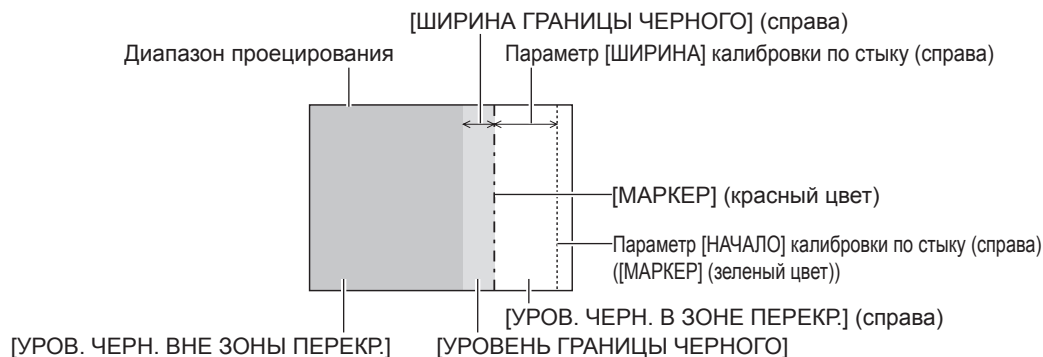 [ШИРИНА ГРАНИЦЫ ЧЕРНОГО] (справа)
Диапазон проецирования
Параметр [ШИРИНА] калибровки по стыку (справа)
[МАРКЕР] (красный цвет)
Параметр [НАЧАЛО] калибровки по стыку (справа)
([МАРКЕР] (зеленый цвет))
[УРОВ. ЧЕРН. В ЗОНЕ ПЕРЕКР.] (справа)
[УРОВ. ЧЕРН. ВНЕ ЗОНЫ ПЕРЕКР.]
[УРОВЕНЬ ГРАНИЦЫ ЧЕРНОГО]